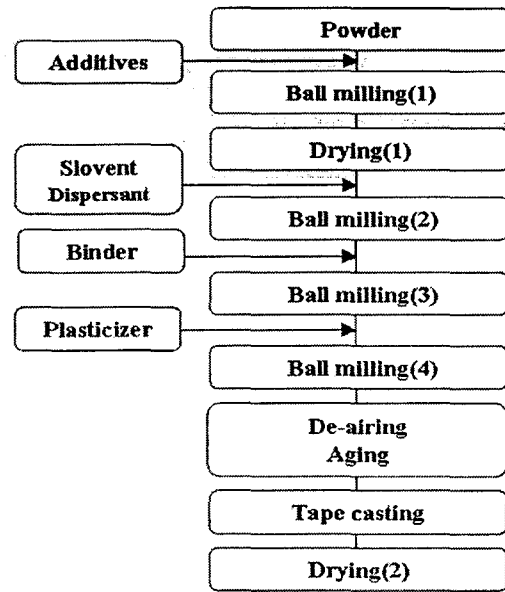 Powder
Additives
Ball milling(1)
Drying(1)
Slovent
Dispersant
Ball milling(2)
Binder
Ball milling(3)
Plasticizer
Ball milling(4)
De-airing
Aging
Tape casting
Drying(2)